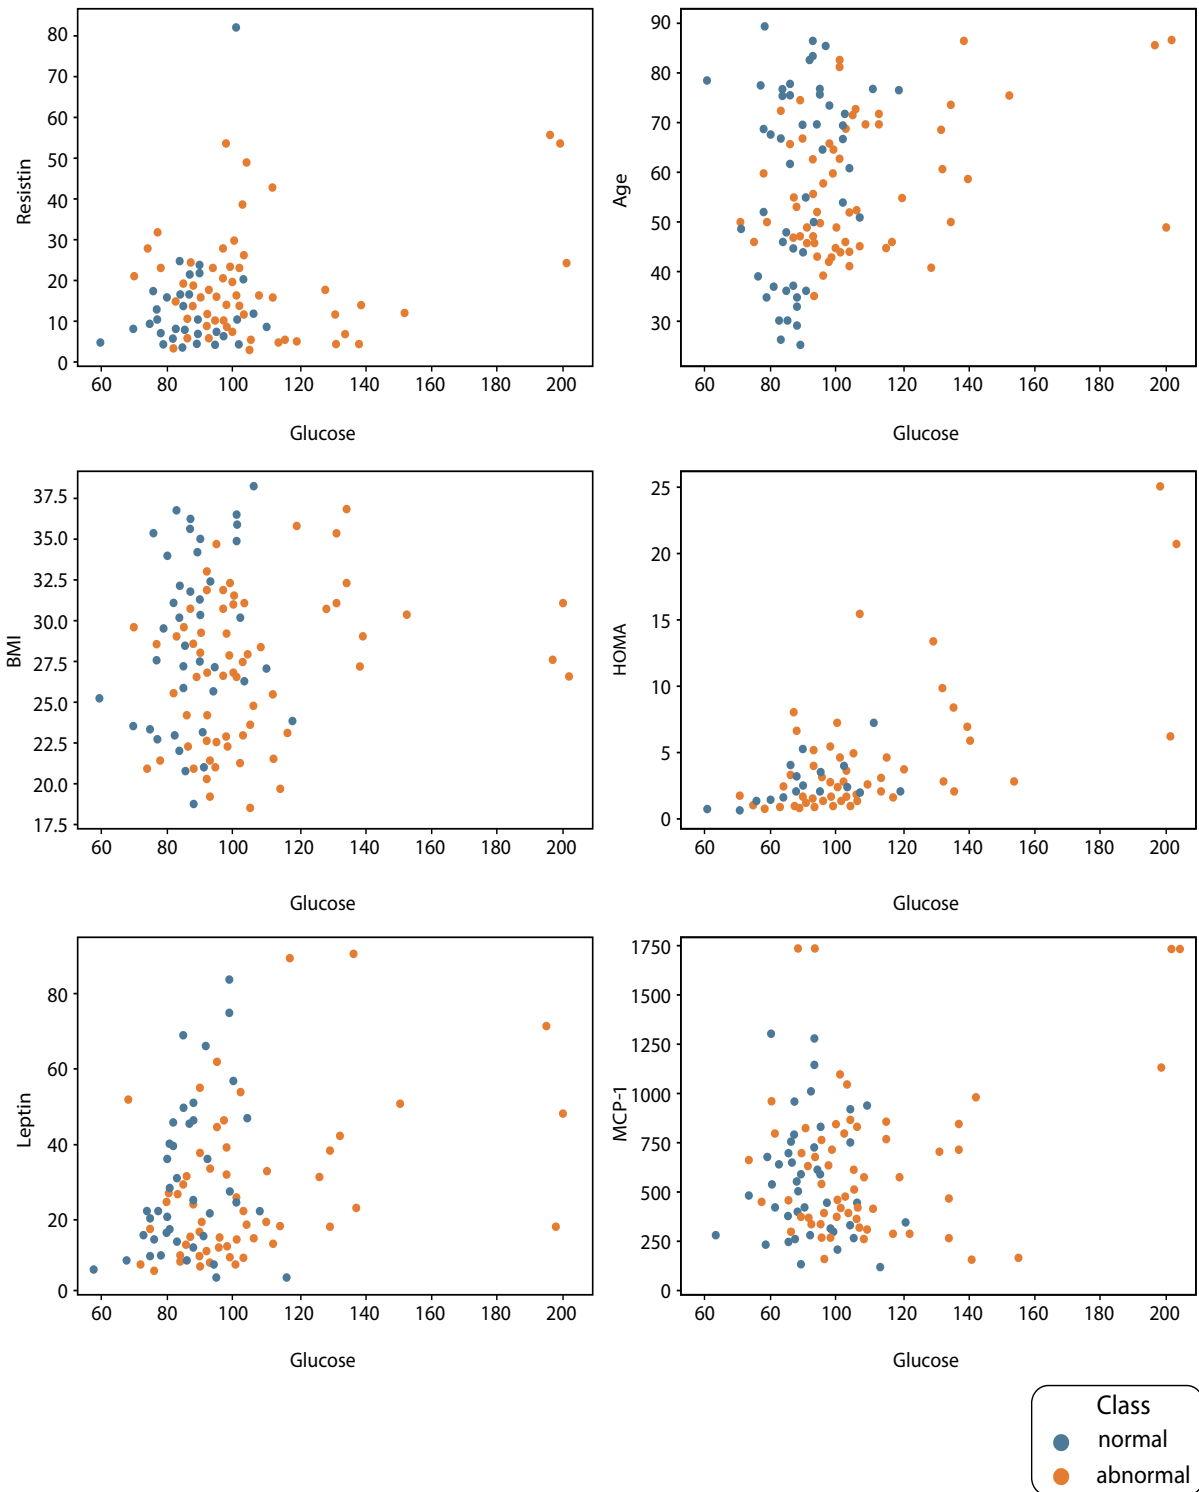 80
70
60
50
40
30
20
10
0
Resistin
60 80 100 120 140 160 180 200
Glucose
90
80
70
60
50
40
30
Age
60 80 100 120 140 160 180 200
Glucose
37.5
35.0
32.5
30.0
27.5
25.0
22.5
20.0
17.5
BMI
60 80 100 120 140 160 180 200
Glucose
25
20
15
10
5
0
HOMA
60 80 100 120 140 160 180 200
Glucose
80
60
40
20
0
Leptin
60 80 100 120 140 160 180 200
Glucose
1750
1500
1250
1000
750
500
250
0
MCP-1
60 80 100 120 140 160 180 200
Glucose
Class
normal
abnormal